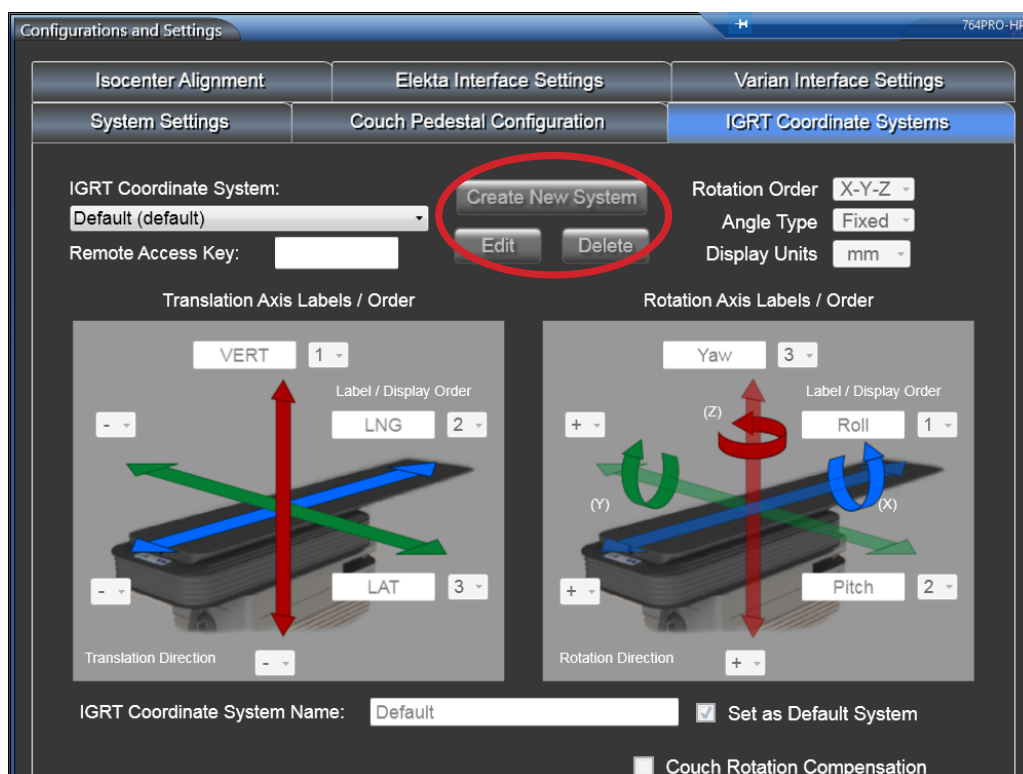 Configurations and Settings
764PRO-HP
Isocenter Alignment
Elekta Interface Settings
Varian Interface Settings
System Settings
Couch Pedestal Configuration
IGRT Coordinate Systems
IGRT Coordinate System:
Default (default)
Remote Access Key:
Create New System
Edit
Delete
Rotation Order
X-Y-Z
Angle Type
Fixed
Display Units
mm
Translation Axis Labels / Order
VERT
1
Label / Display Order
-
LNG
2
-
LAT
3
Translation Direction
-
Rotation Axis Labels / Order
Yaw
3
Label / Display Order
+
(Z)
Roll
1
(Y)
(X)
+
Pitch
2
Rotation Direction
+
IGRT Coordinate System Name:
Default
Set as Default System
Couch Rotation Compensation